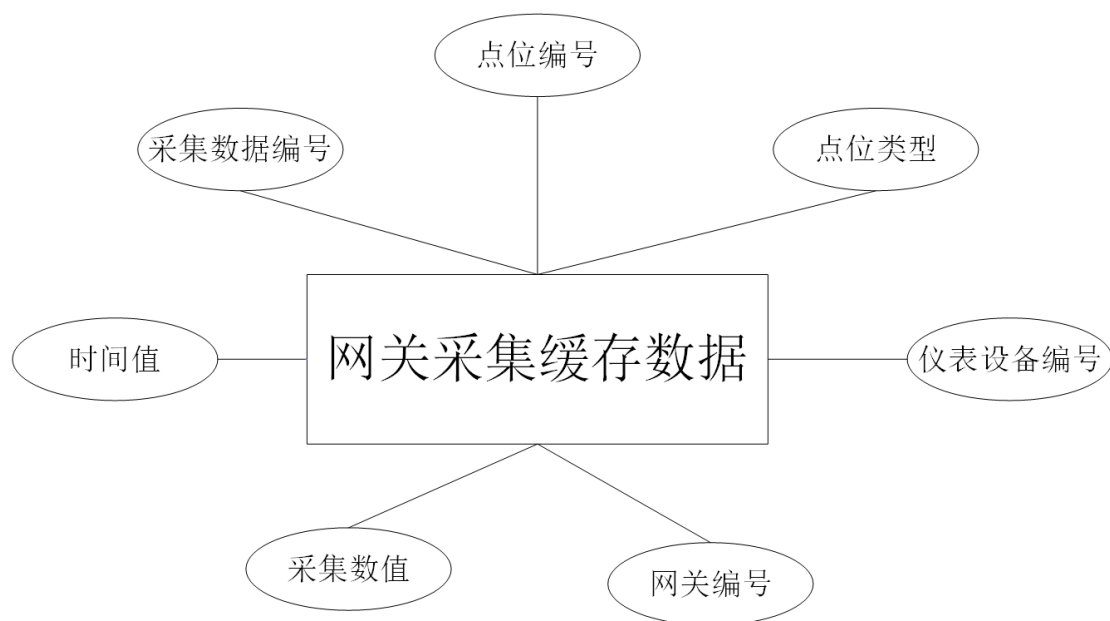 点位编号
采集数据编号
点位类型
网关采集缓存数据
时间值
仪表设备编号
采集数值
网关编号